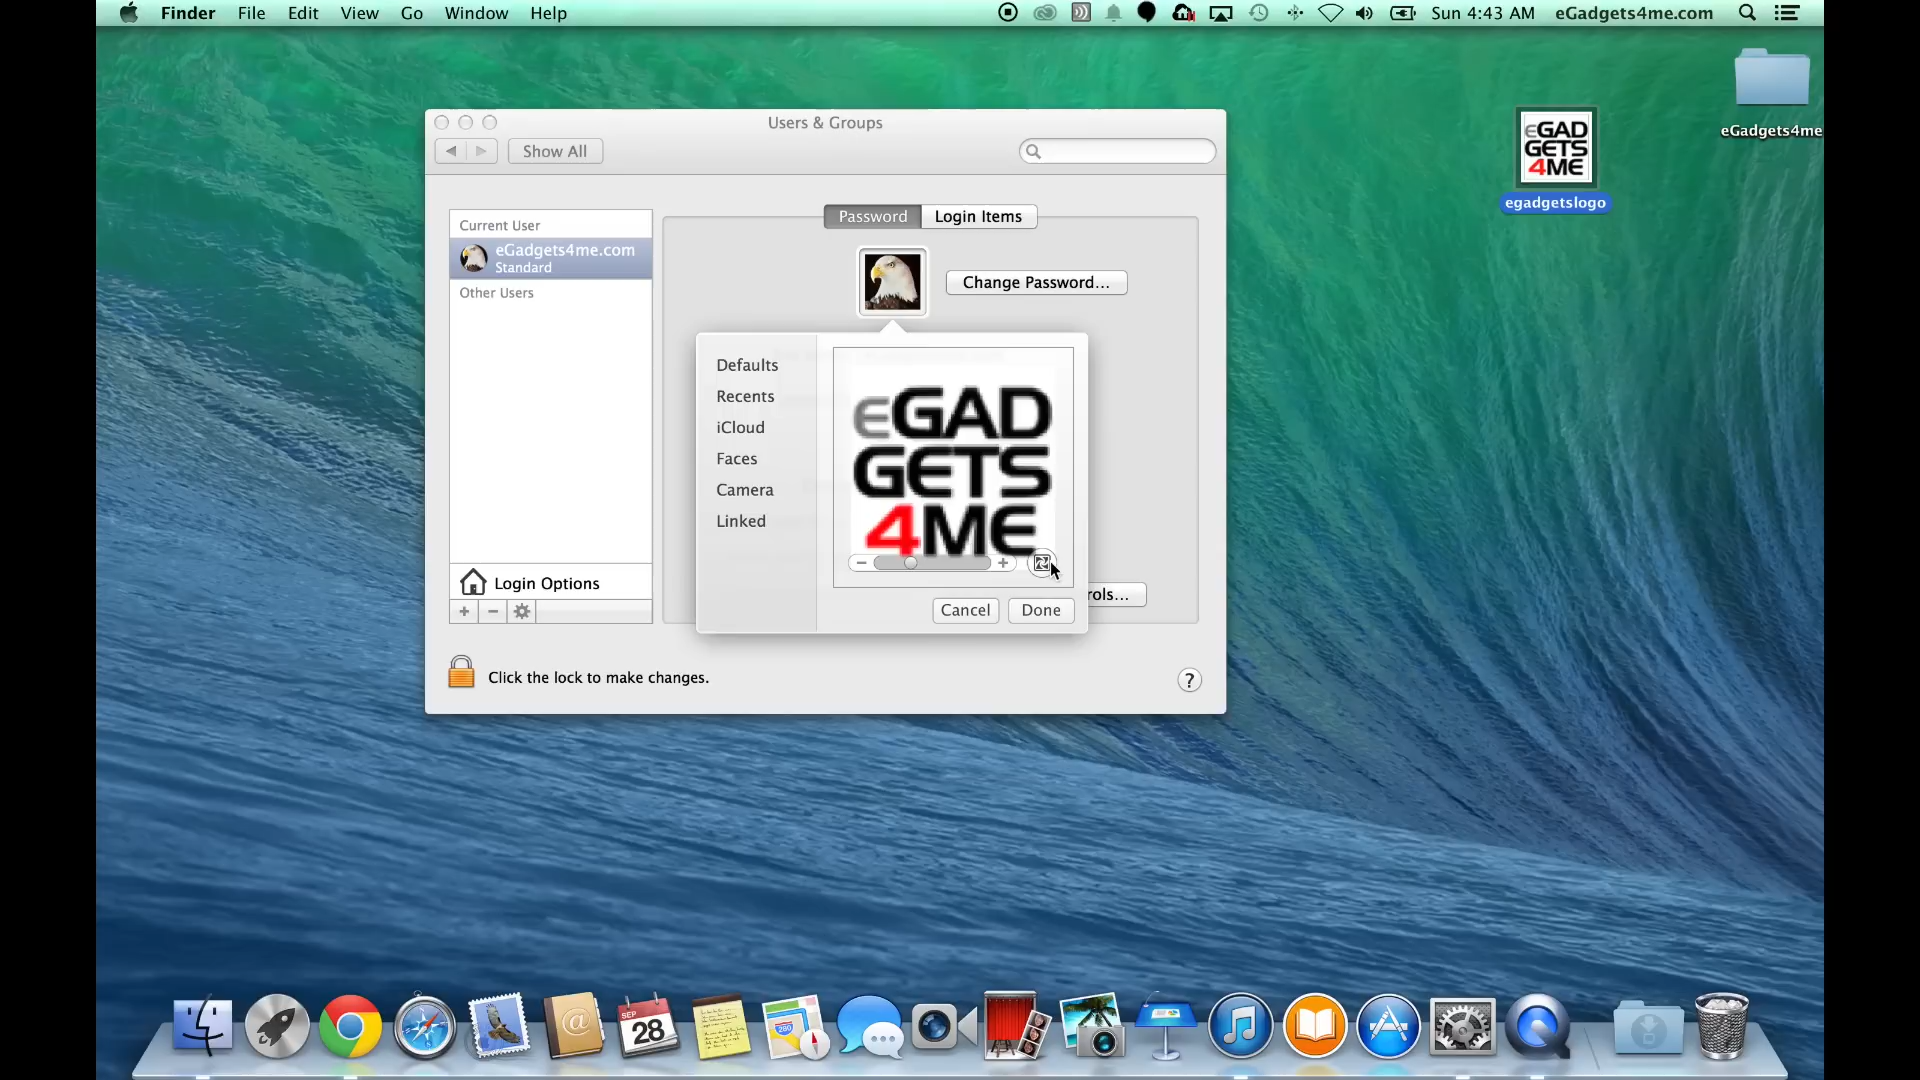 Finder File Edit View Go Window Help Sun 4:43 AM eGadgets4me.com
eGadgets4me
eGAD
GETS
4ME
egadgetslogo
Users & Groups
Show All
Password Login Items
Current User
eGadgets4me.com
Standard
Other Users
Change Password...
Defaults
Recents
iCloud
Faces
Camera
Linked
eGAD
GETS
4ME
Cancel Done
rols...
Login Options
Click the lock to make changes.
?
SEP
28
280